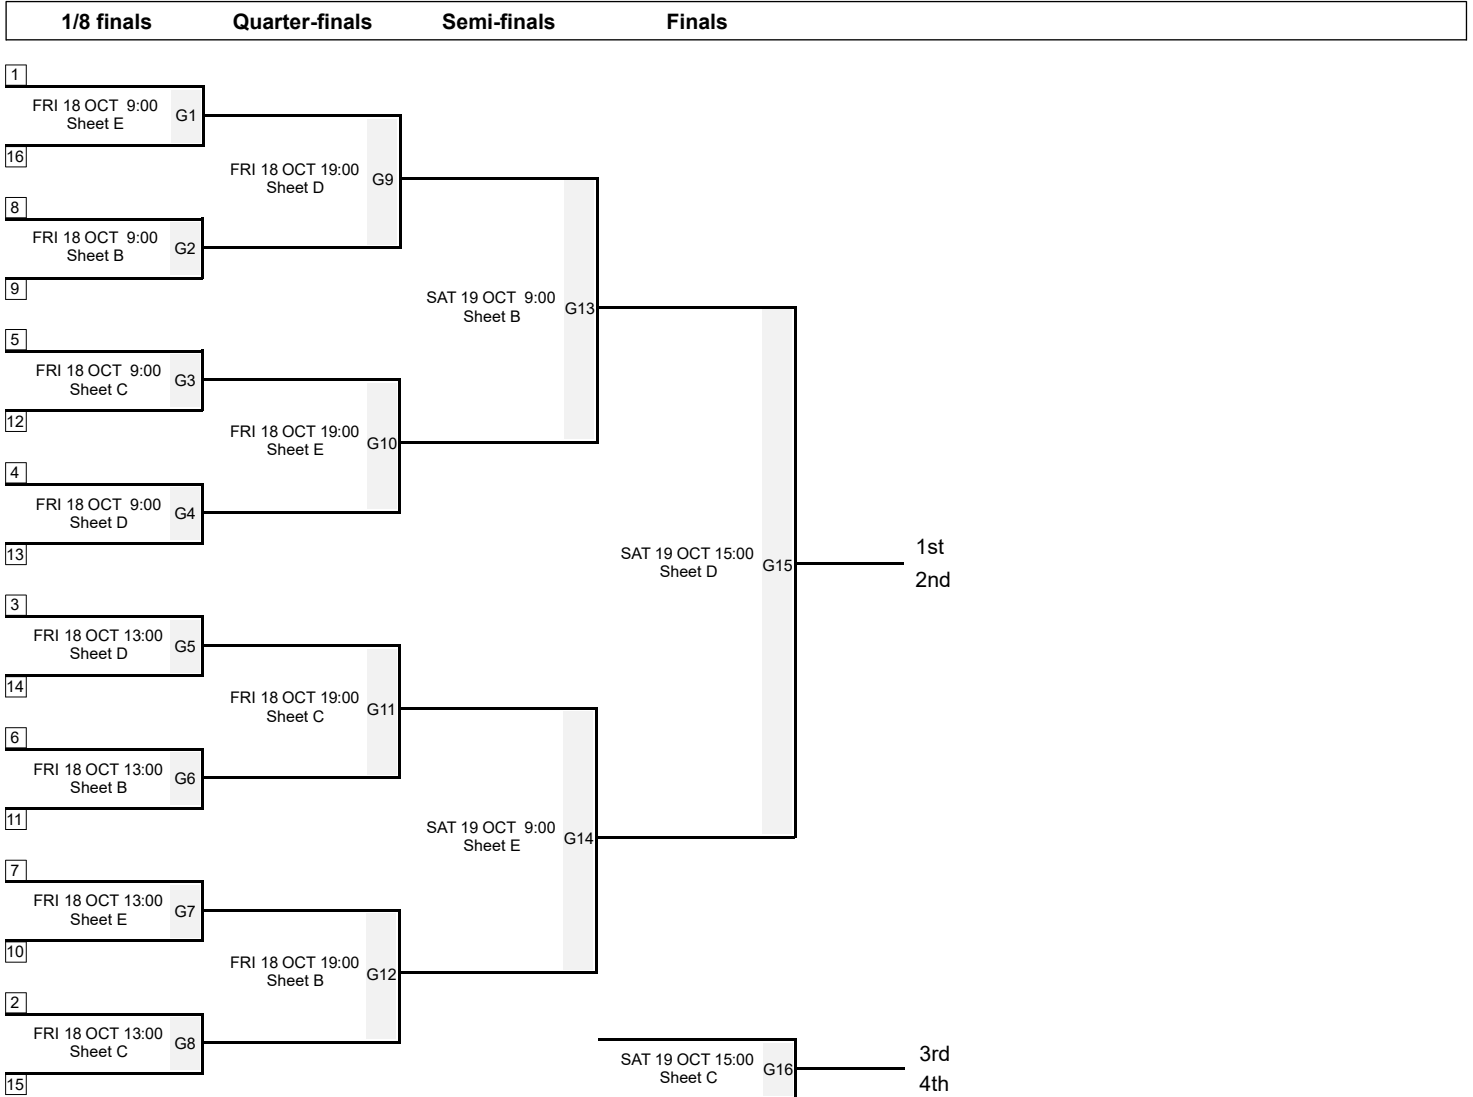 1/8 finals Quarter-finals Semi-finals Finals
1
FRI 18 OCT 9:00
Sheet E
G1
16
FRI 18 OCT 19:00
Sheet D
G9
8
FRI 18 OCT 9:00
Sheet B
G2
9
SAT 19 OCT 9:00
Sheet B
G13
5
FRI 18 OCT 9:00
Sheet C
G3
12
FRI 18 OCT 19:00
Sheet E
G10
4
FRI 18 OCT 9:00
Sheet D
G4
13
SAT 19 OCT 15:00
Sheet D
G15
1st
2nd
3
FRI 18 OCT 13:00
Sheet D
G5
14
FRI 18 OCT 19:00
Sheet C
G11
6
FRI 18 OCT 13:00
Sheet B
G6
11
SAT 19 OCT 9:00
Sheet E
G14
7
FRI 18 OCT 13:00
Sheet E
G7
10
FRI 18 OCT 19:00
Sheet B
G12
2
FRI 18 OCT 13:00
Sheet C
G8
15
SAT 19 OCT 15:00
Sheet C
G16
3rd
4th